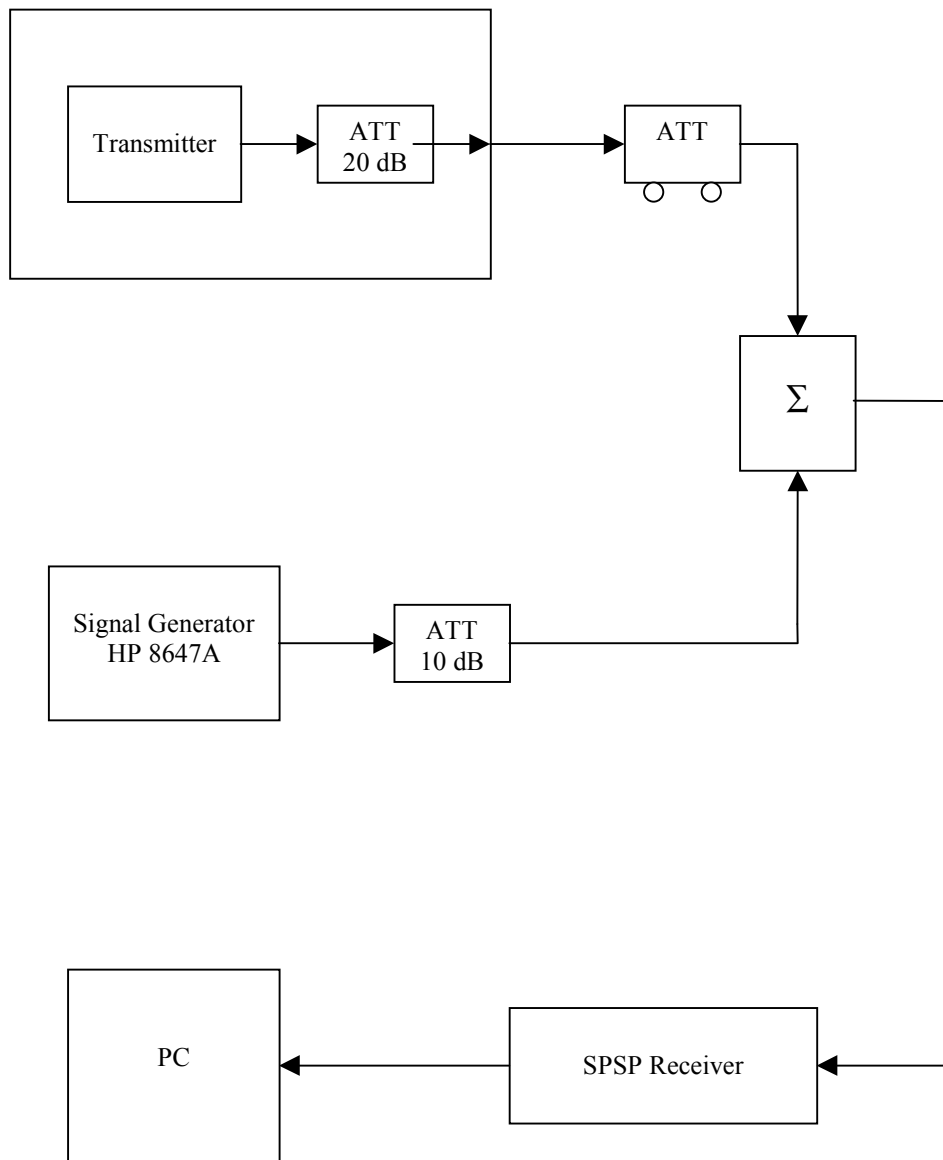 Transmitter
ATT
20 dB
ATT
Σ
Signal Generator
HP 8647A
ATT
10 dB
PC
SPSP Receiver